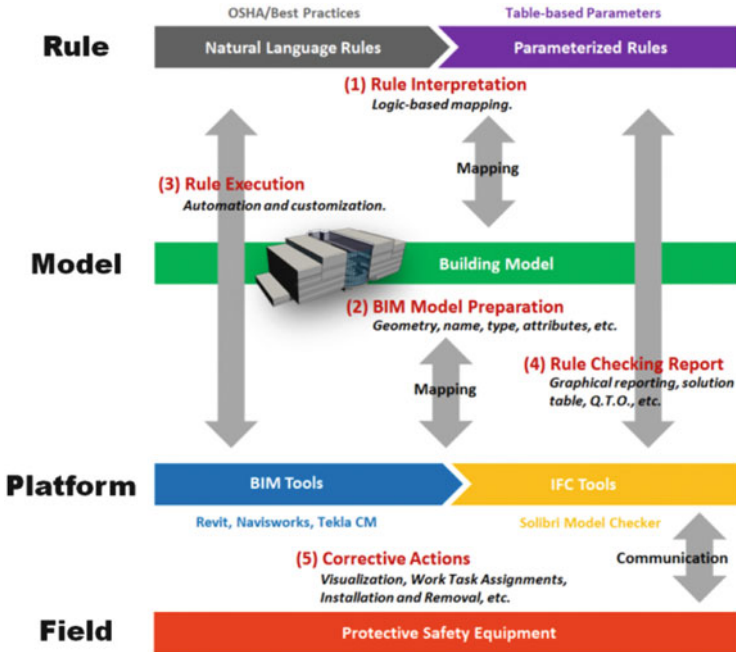 OSHA/Best Practices
Table-based Parameters
Rule
Natural Language Rules
Parameterized Rules
(1) Rule Interpretation
Logic-based mapping.
Mapping
(3) Rule Execution
Automation and customization.
Model
Building Model
(2) BIM Model Preparation
Geometry, name, type, attributes, etc.
Mapping
(4) Rule Checking Report
Graphical reporting, solution
table, Q.T.O., etc.
Platform
BIM Tools
IFC Tools
Revit, Navisworks, Tekla CM
Solibri Model Checker
(5) Corrective Actions
Visualization, Work Task Assignments,
Installation and Removal, etc.
Communication
Field
Protective Safety Equipment